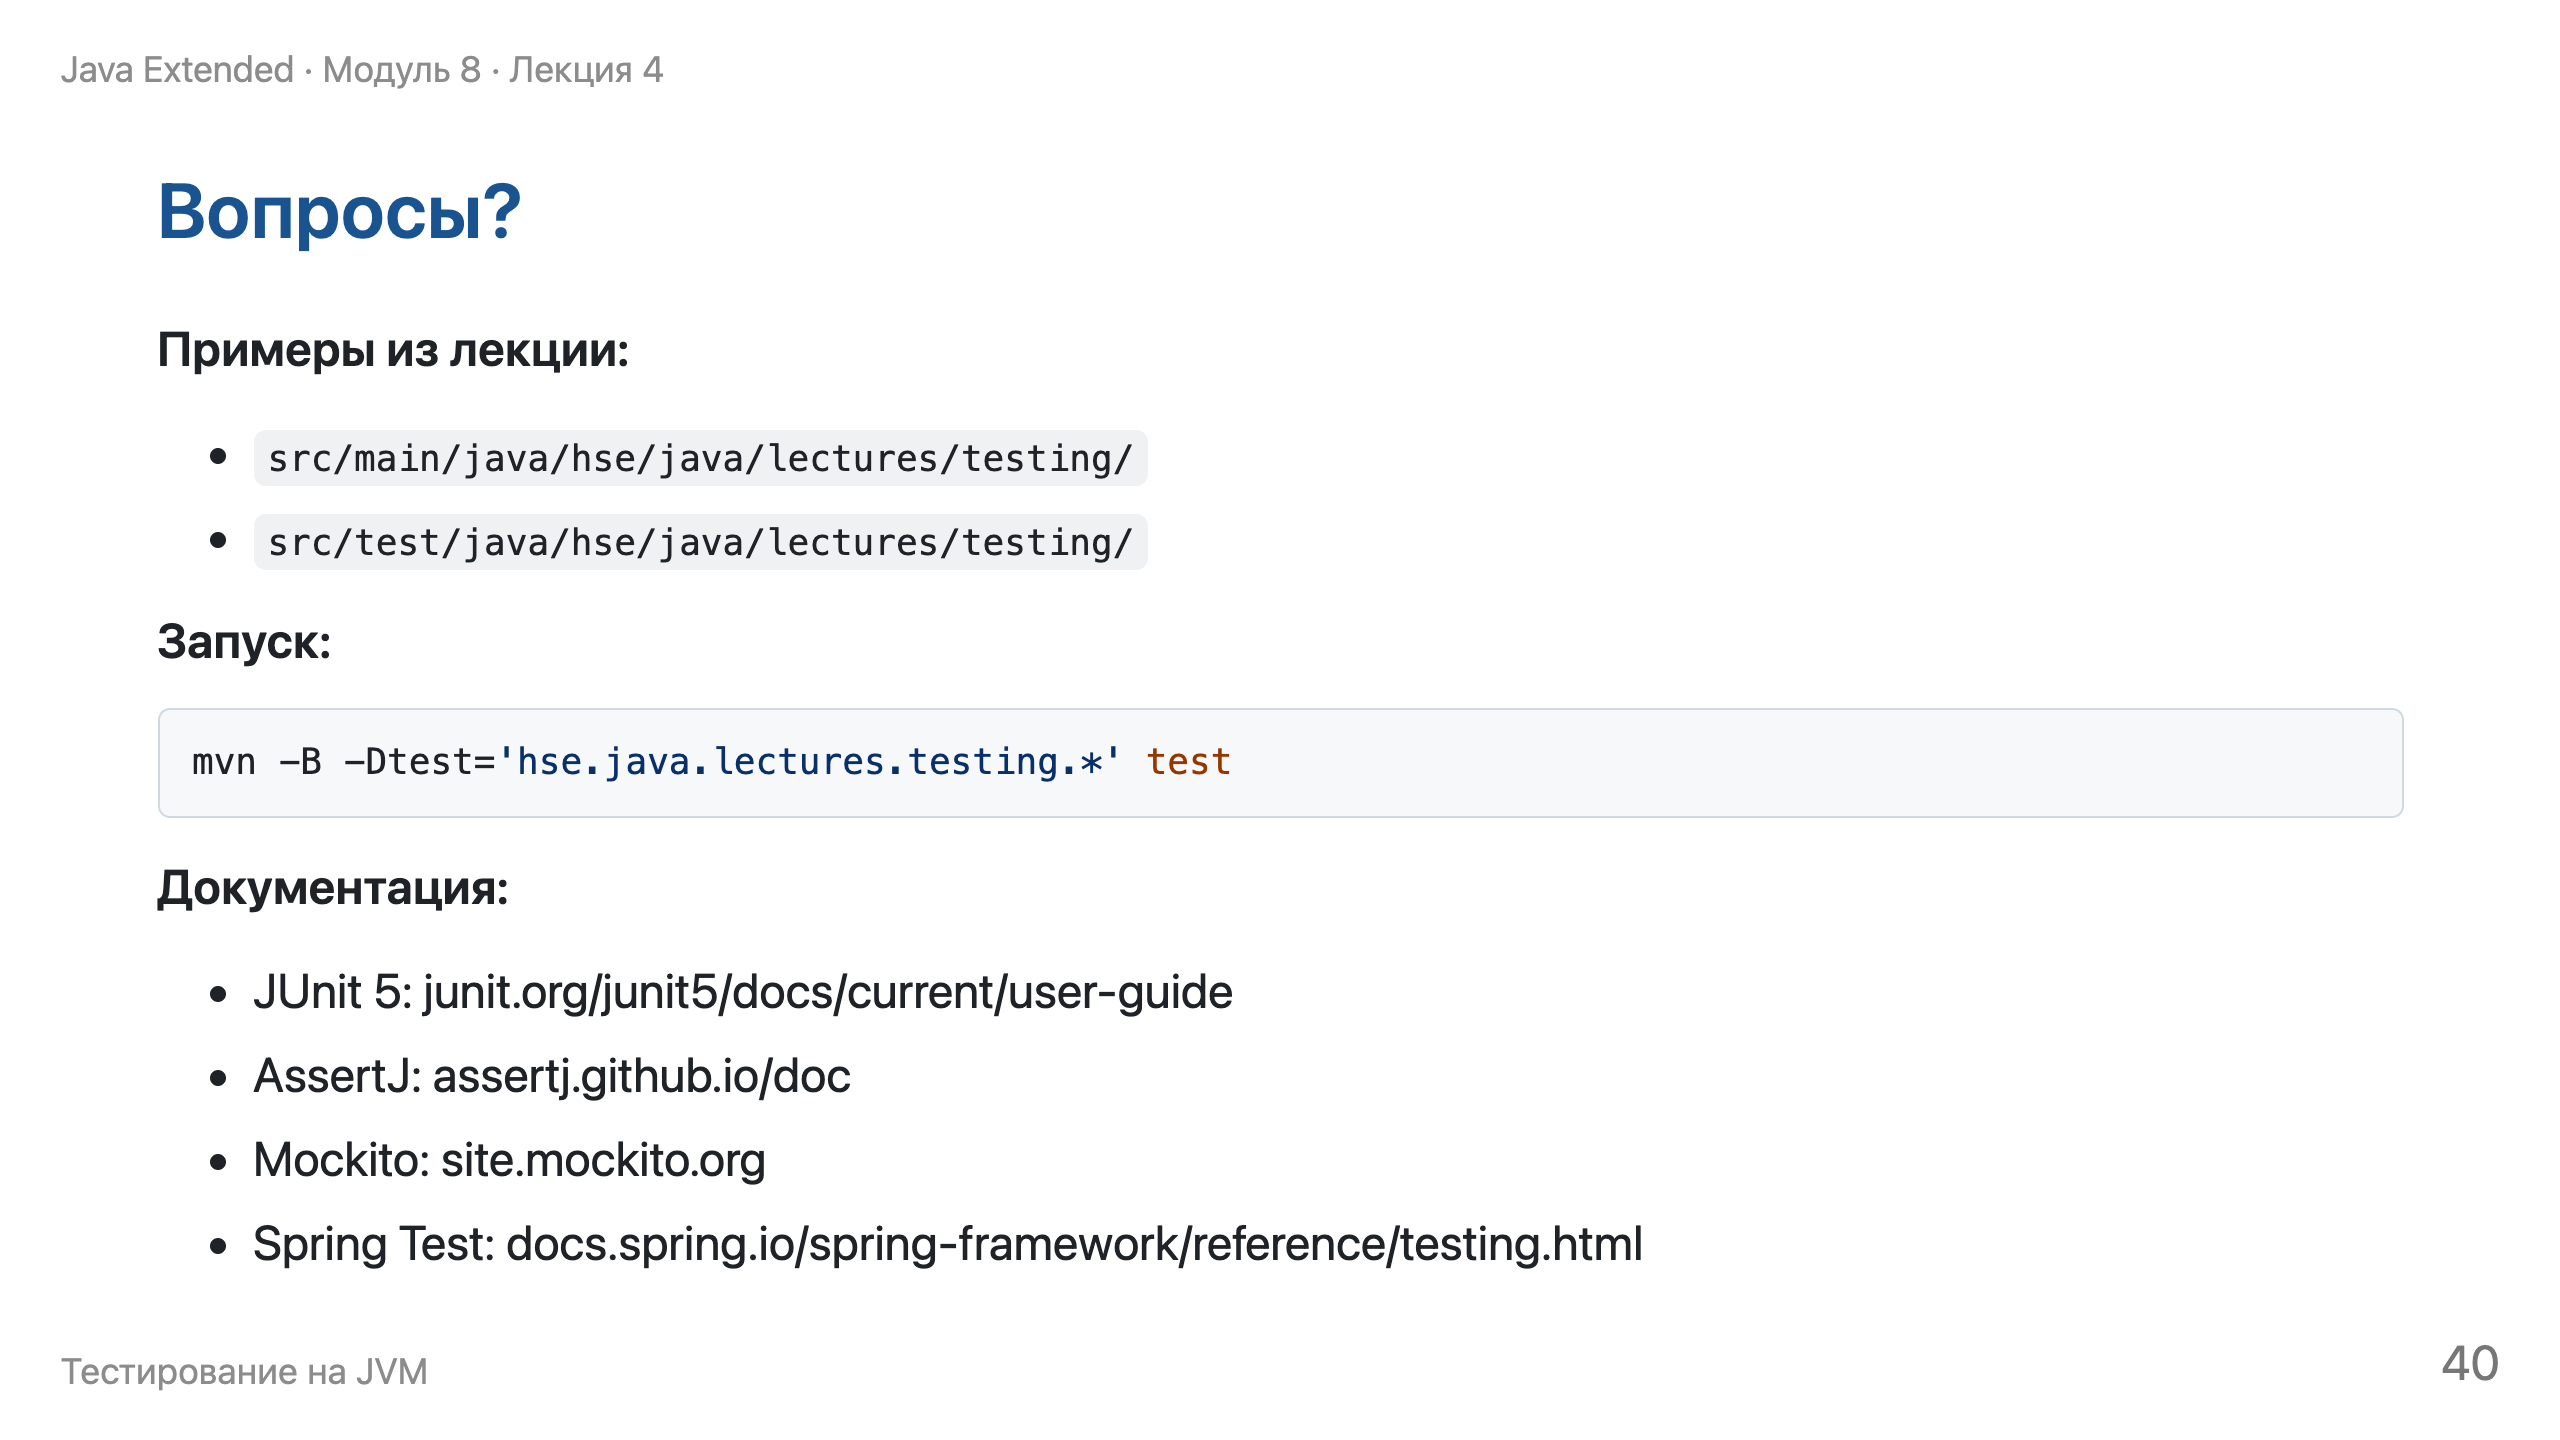 Java Extended · Модуль 8 · Лекция 4
Вопросы?
Примеры из лекции:
src/main/java/hse/java/lectures/testing/
src/test/java/hse/java/lectures/testing/
Запуск:
mvn -B -Dtest='hse.java.lectures.testing.*' test
Документация:
JUnit 5: junit.org/junit5/docs/current/user-guide
AssertJ: assertj.github.io/doc
Mockito: site.mockito.org
Spring Test: docs.spring.io/spring-framework/reference/testing.html
Тестирование на JVM
40